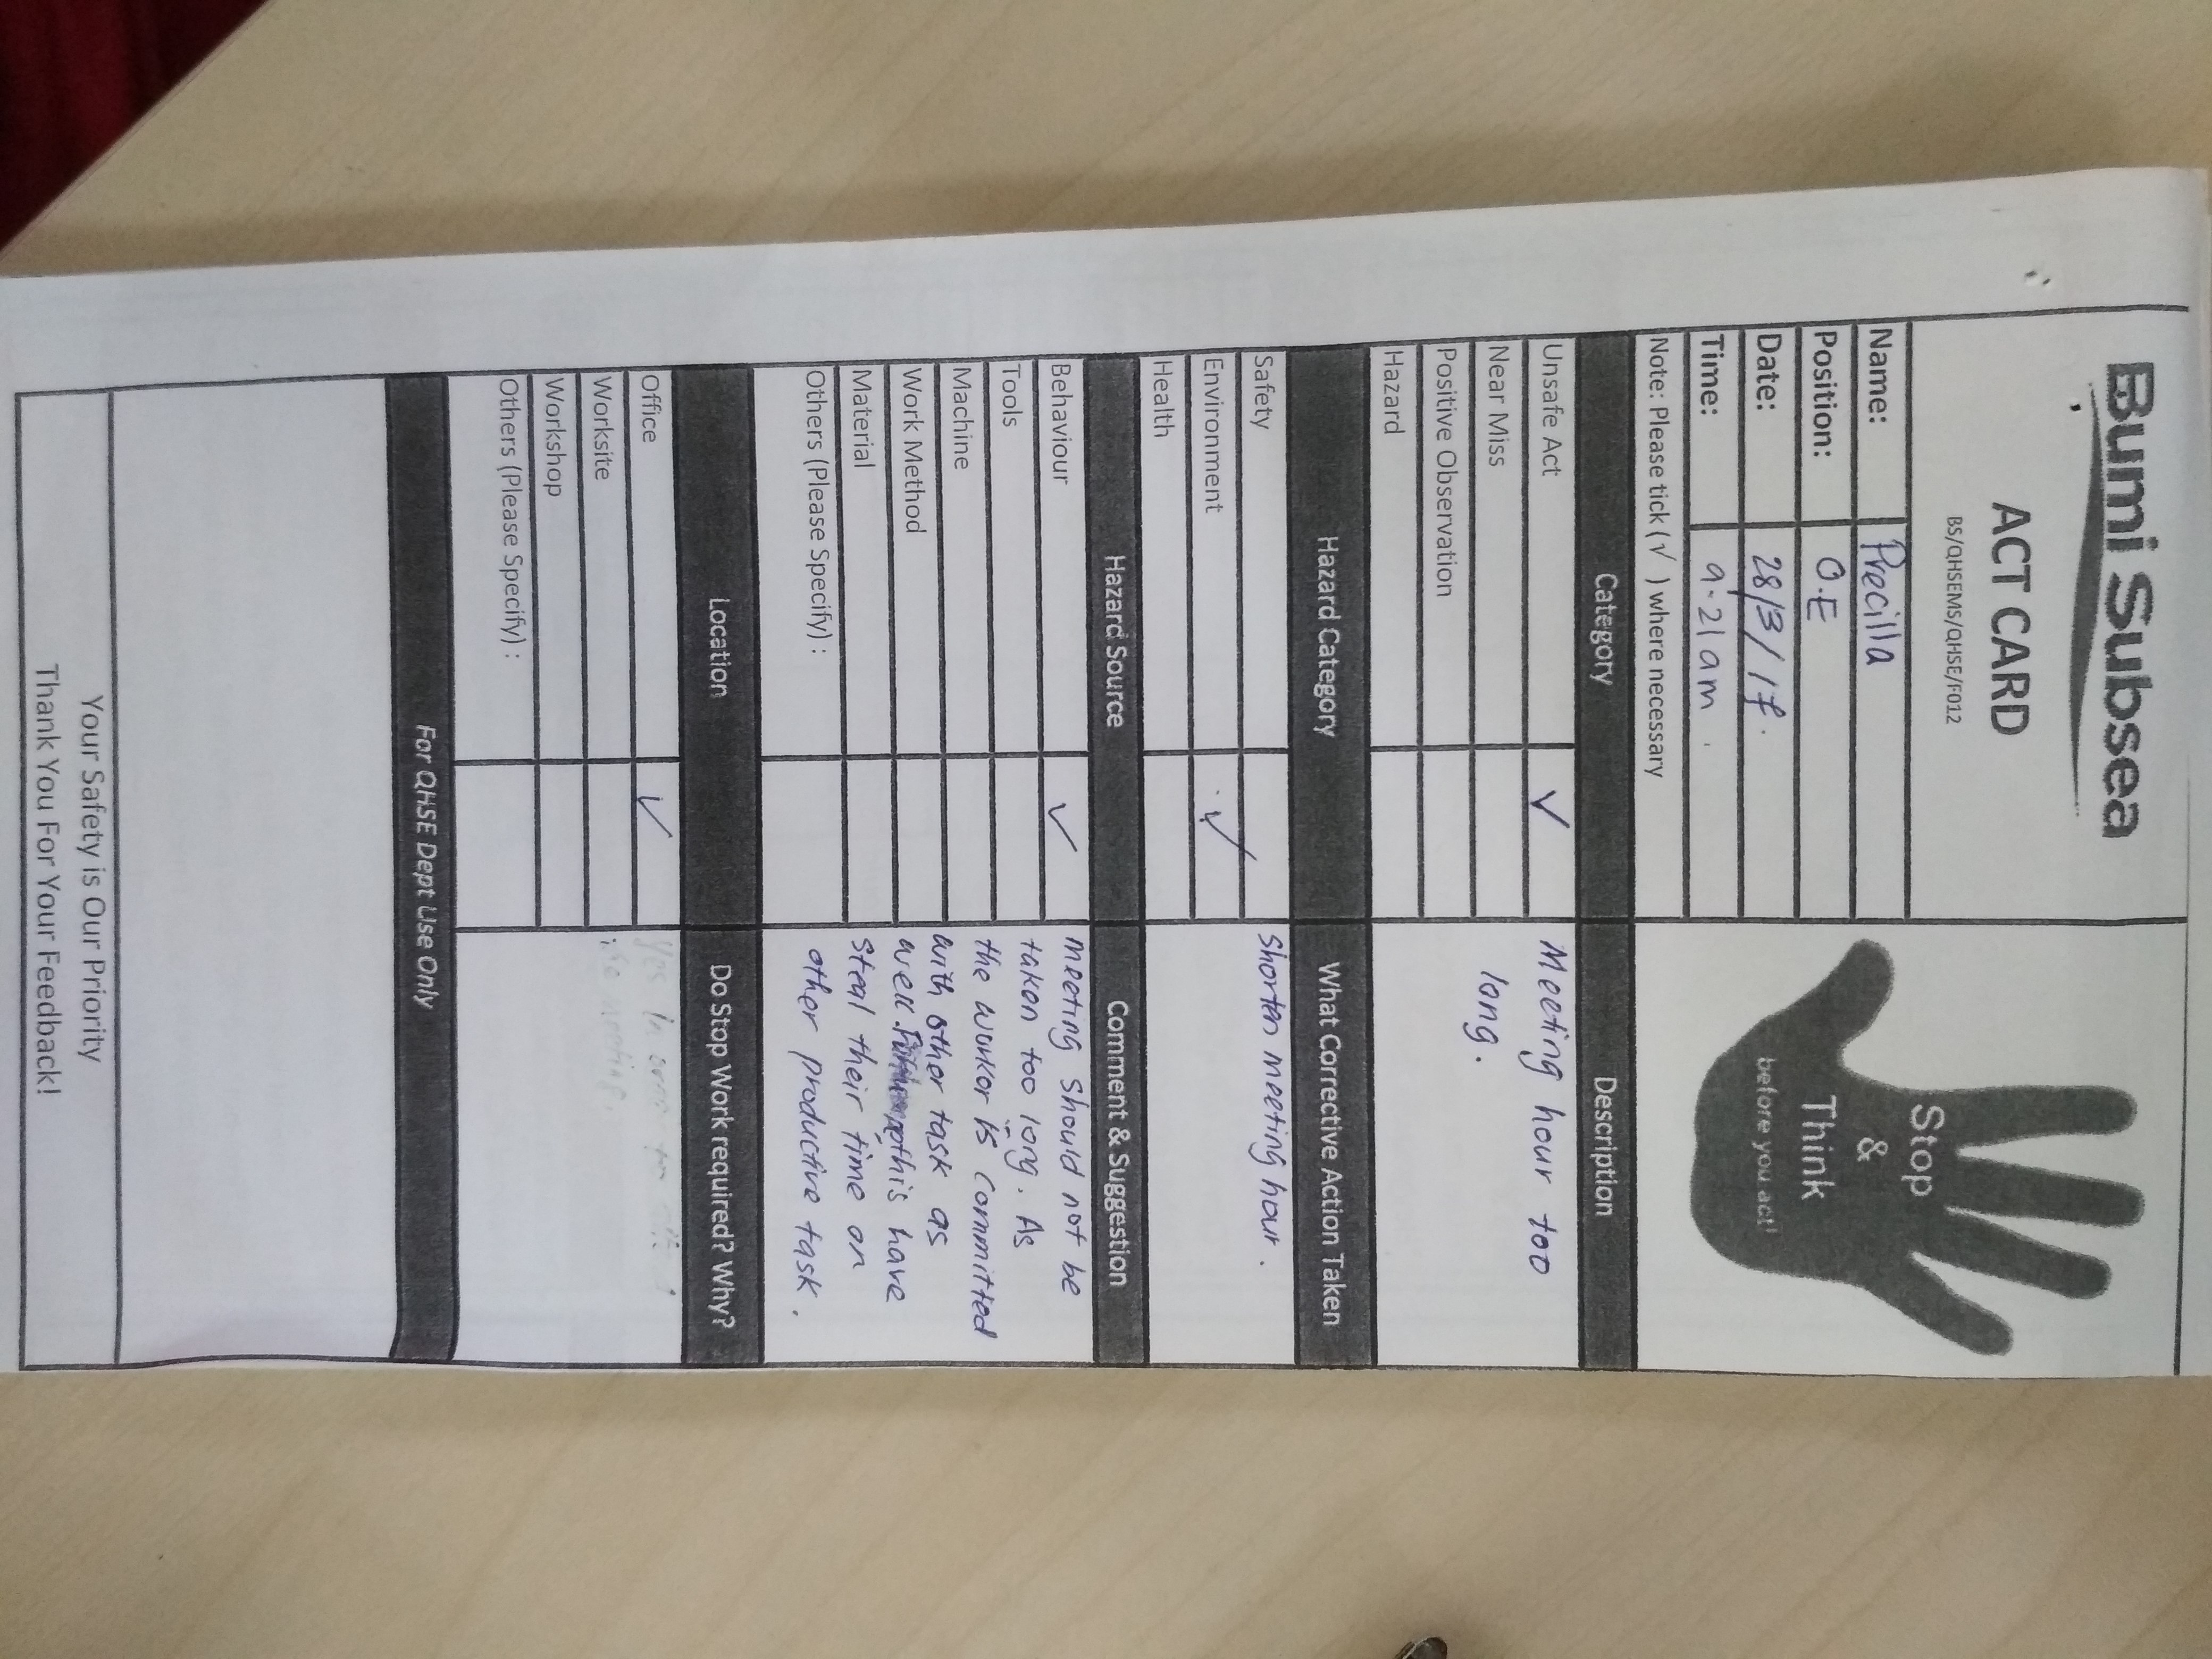 Bumi Subsea
ACT CARD
BS/QHSEMS/QHSE/F012
Name: Precilla
Position: O.E
Date: 28/3/17.
Time: 9.21am.
Stop
&
Think
before you act!
Note: Please tick (√ ) where necessary
Category
Description
Unsafe Act √
Near Miss
Positive Observation
Hazard
Meeting hour too
long.
Hazard Category
What Corrective Action Taken
Safety
Environment √
Health
shorten meeting hour.
Hazard Source
Comment & Suggestion
Behaviour √
Tools
Machine
Work Method
Material
Others (Please Specify) :
meeting should not be
taken too long. As
the worker is committed
with other task as
well. this have
steal their time on
other productive task.
Location
Do Stop Work required? Why?
Office √
Worksite
Workshop
Others (Please Specify) :
Yes in
meeting.
For QHSE Dept Use Only
Your Safety is Our Priority
Thank You For Your Feedback!